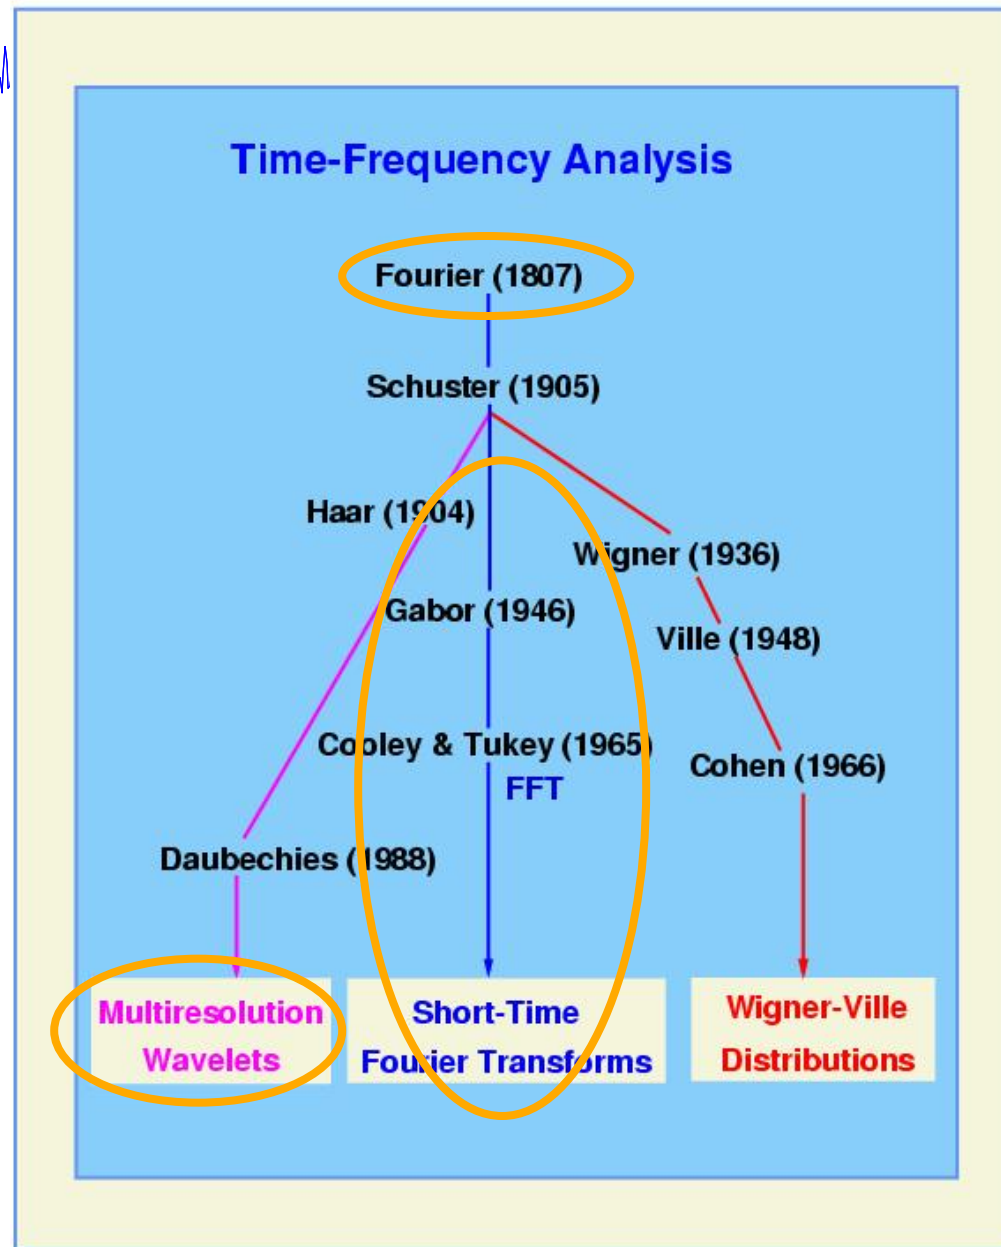 Time-Frequency Analysis
Fourier (1807)
Schuster (1905)
Haar (1904)
Wigner (1936)
Gabor (1946)
Ville (1948)
Cooley & Tukey (1965)
Cohen (1966)
FFT
Daubechies (1988)
Multiresolution
Wavelets
Short-Time
Fourier Transforms
Wigner-Ville
Distributions